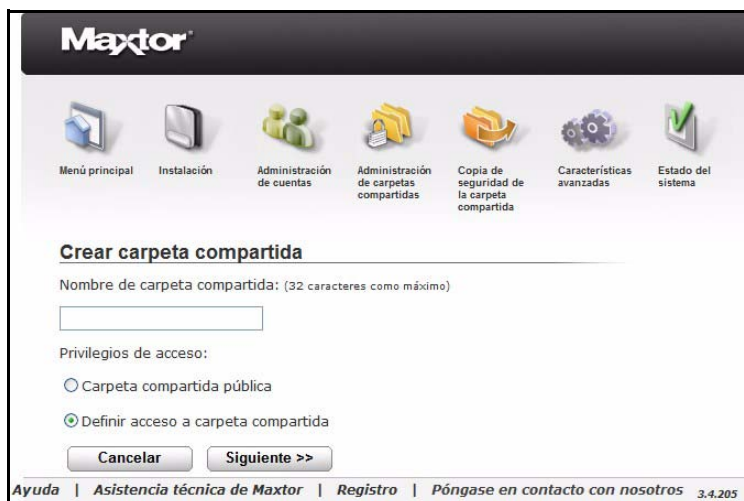 Maxtor
Menú principal
Instalación
Administración
de cuentas
Administración
de carpetas
compartidas
Copia de
seguridad de
la carpeta
compartida
Características
avanzadas
Estado del
sistema
Crear carpeta compartida
Nombre de carpeta compartida: (32 caracteres como máximo)
Privilegios de acceso:
Carpeta compartida pública
Definir acceso a carpeta compartida
Cancelar
Siguiente >>
Ayuda | Asistencia técnica de Maxtor | Registro | Póngase en contacto con nosotros 3.4.205